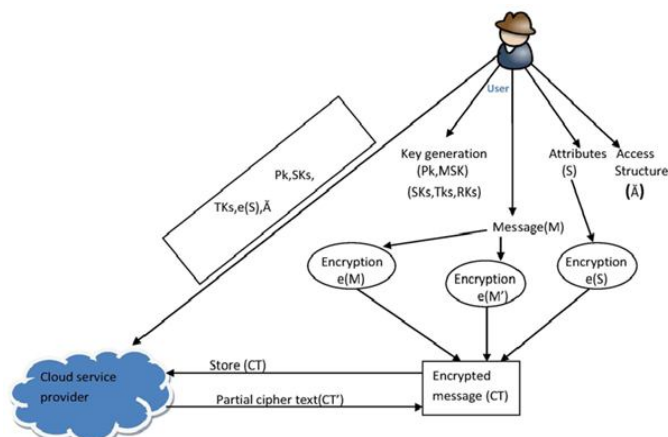 User
Pk,SKs,
TKs,e(S),Ã
Key generation
(Pk,MSK)
(SKs,Tks,RKs)
Attributes
(S)
Access
Structure
(Ã)
Message(M)
Encryption
e(M)
Encryption
e(M’)
Encryption
e(S)
Cloud service
provider
Store (CT)
Partial cipher text(CT’)
Encrypted
message (CT)